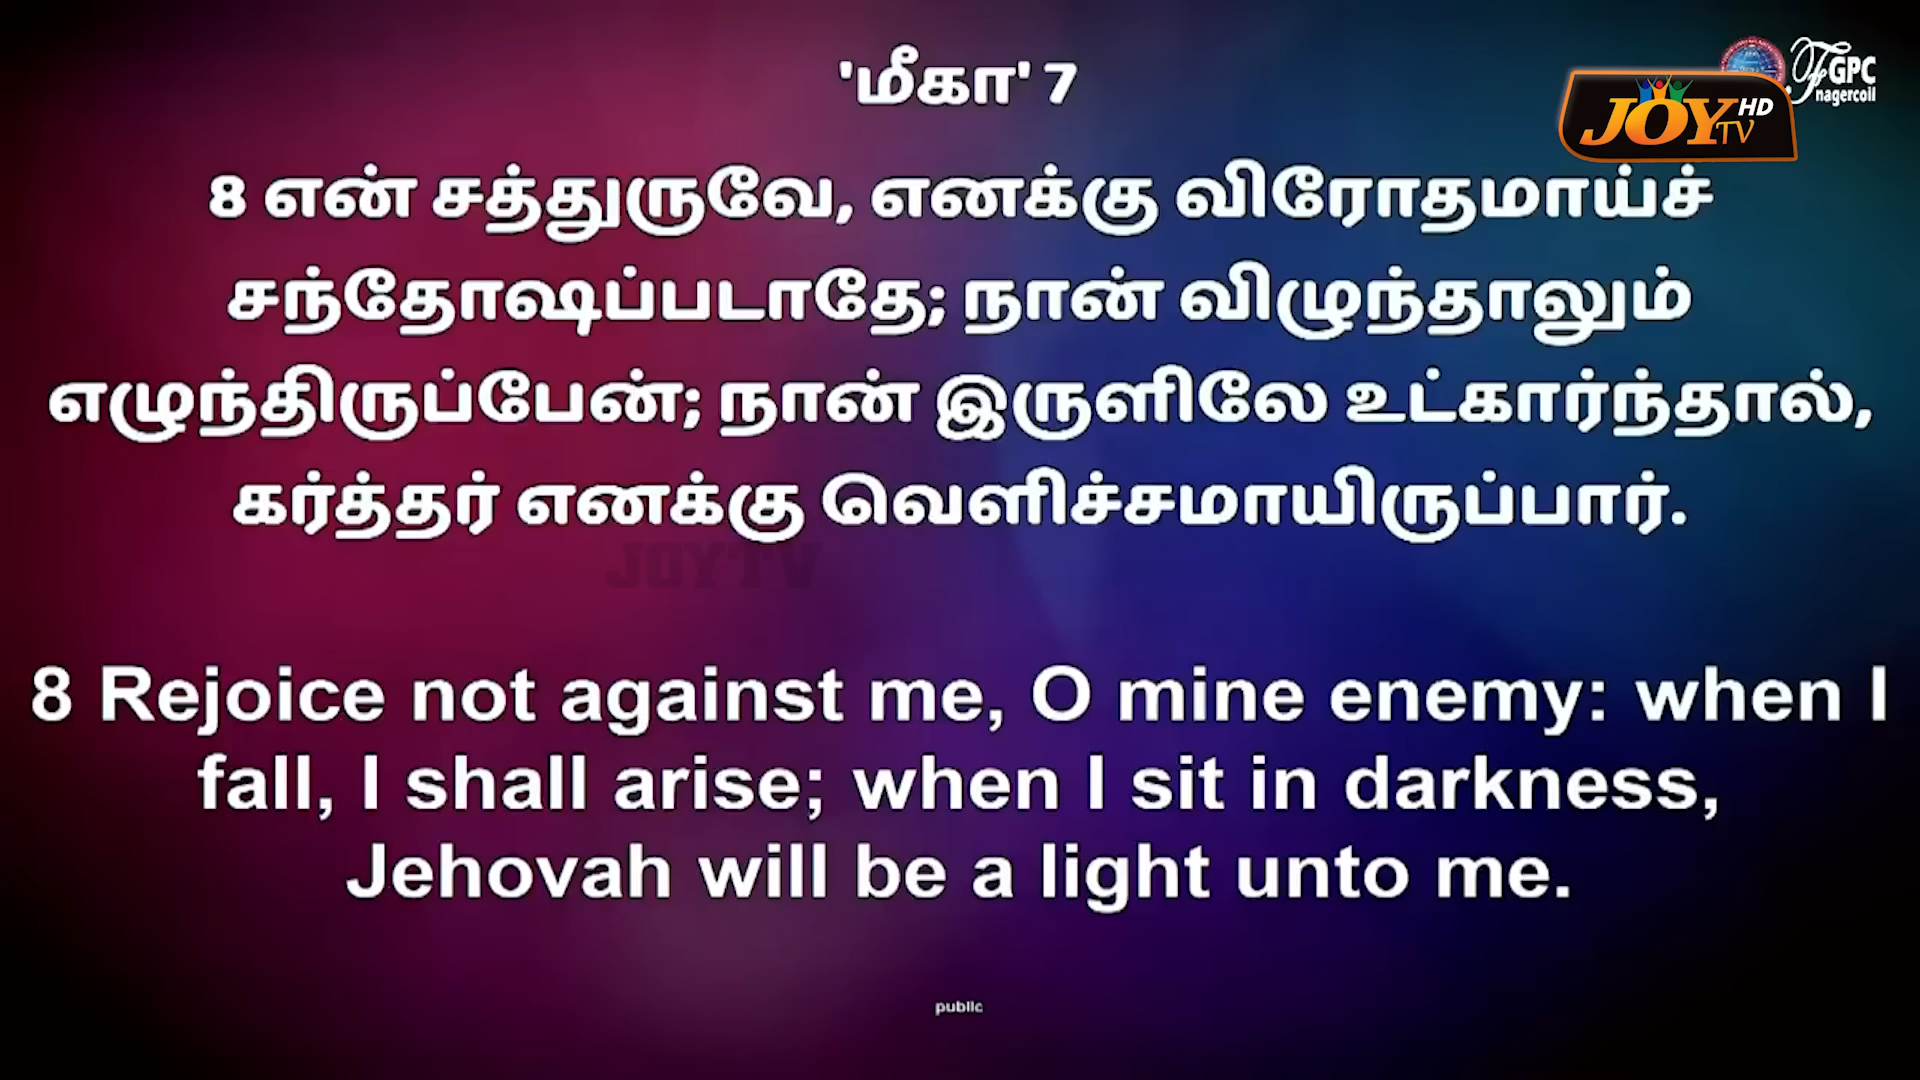 'மீகா' 7
FGPC
nagercoil
JOY TV HD
8 என் சத்துருவே, எனக்கு விரோதமாய்ச்
சந்தோஷப்படாதே; நான் விழுந்தாலும்
எழுந்திருப்பேன்; நான் இருளிலே உட்கார்ந்தால்,
கர்த்தர் எனக்கு வெளிச்சமாயிருப்பார்.
JOYTV
8 Rejoice not against me, O mine enemy: when I
fall, I shall arise; when I sit in darkness,
Jehovah will be a light unto me.
public